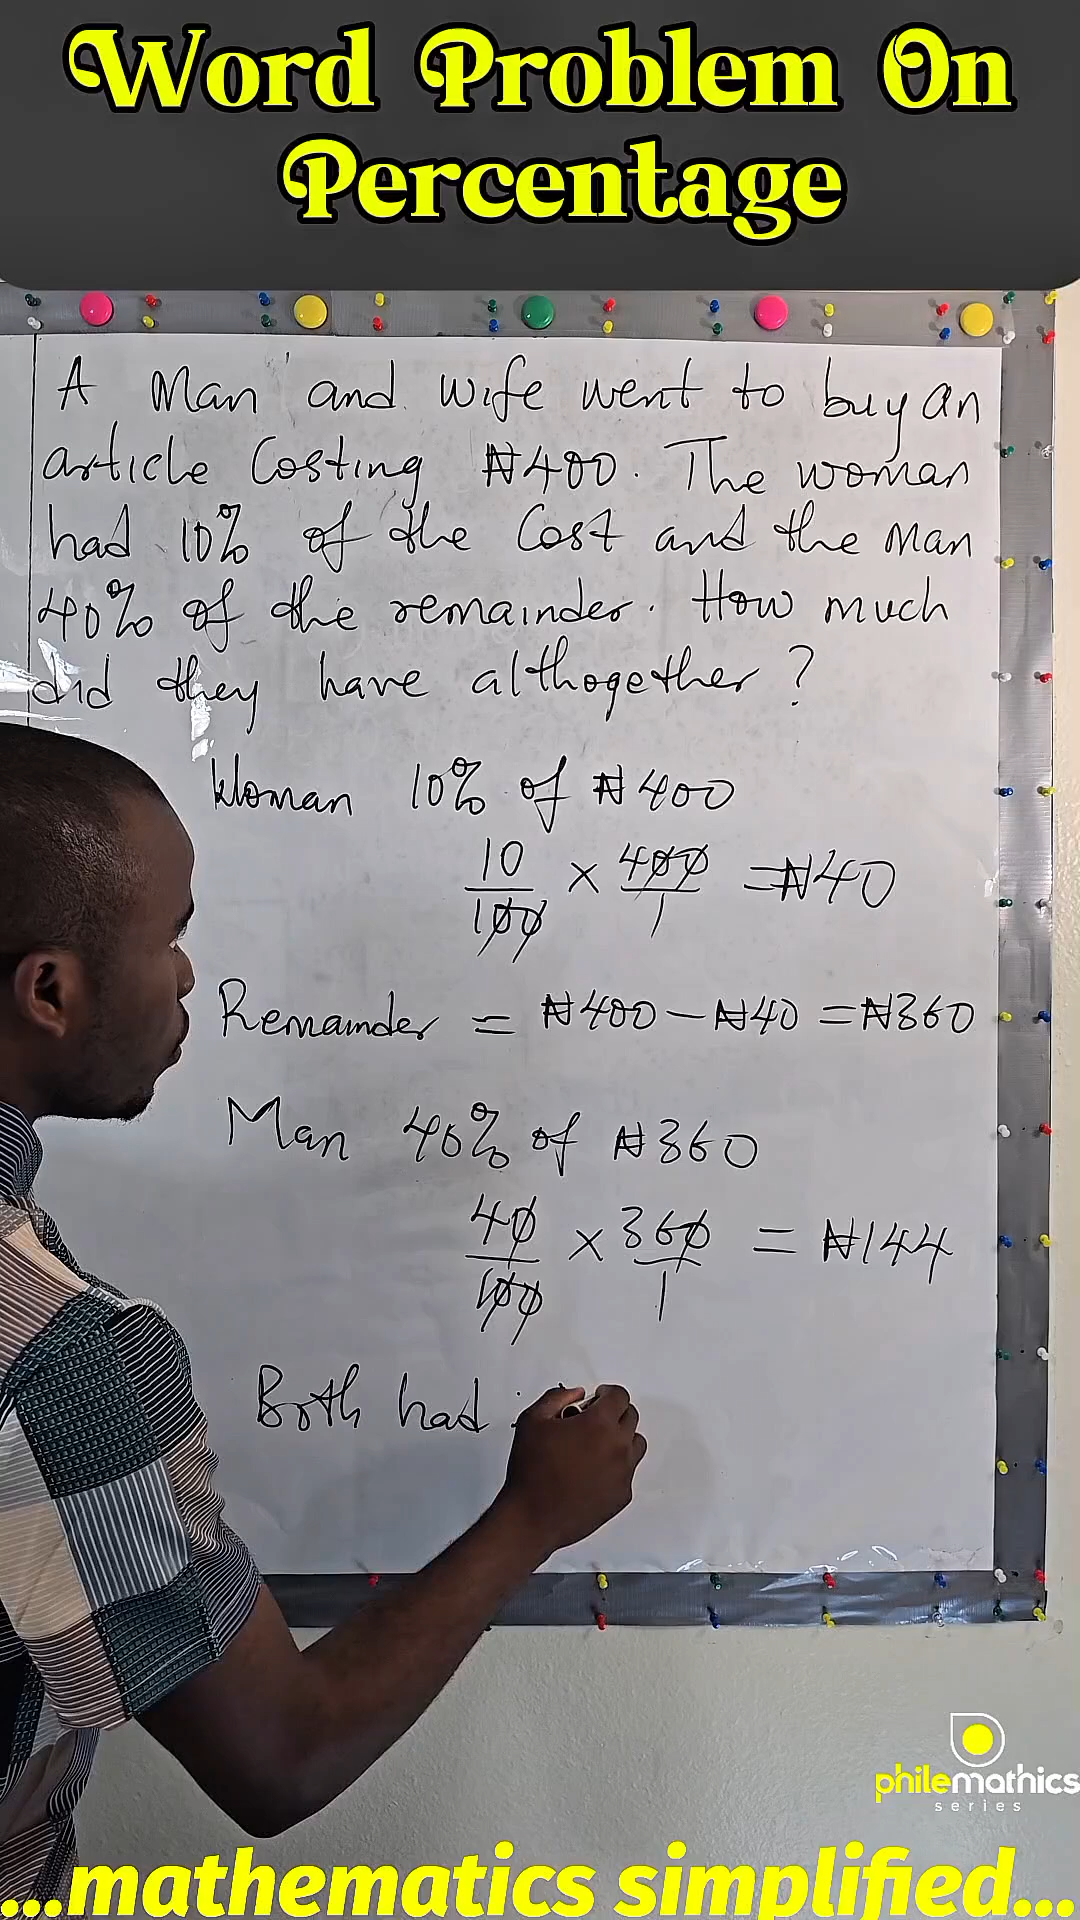 Word Problem On
Percentage
A Man and wife went to buy an
article Costing ₦400. The woman
had 10% of the Cost and the Man
40% of the remainder. How much
did they have althogether?
Woman 10% of ₦400
10/100 × 400/1 = ₦40
Remainder = ₦400 − ₦40 = ₦360
Man 40% of ₦360
40/100 × 360/1 = ₦144
Both had :
philemathics
series
...mathematics simplified...